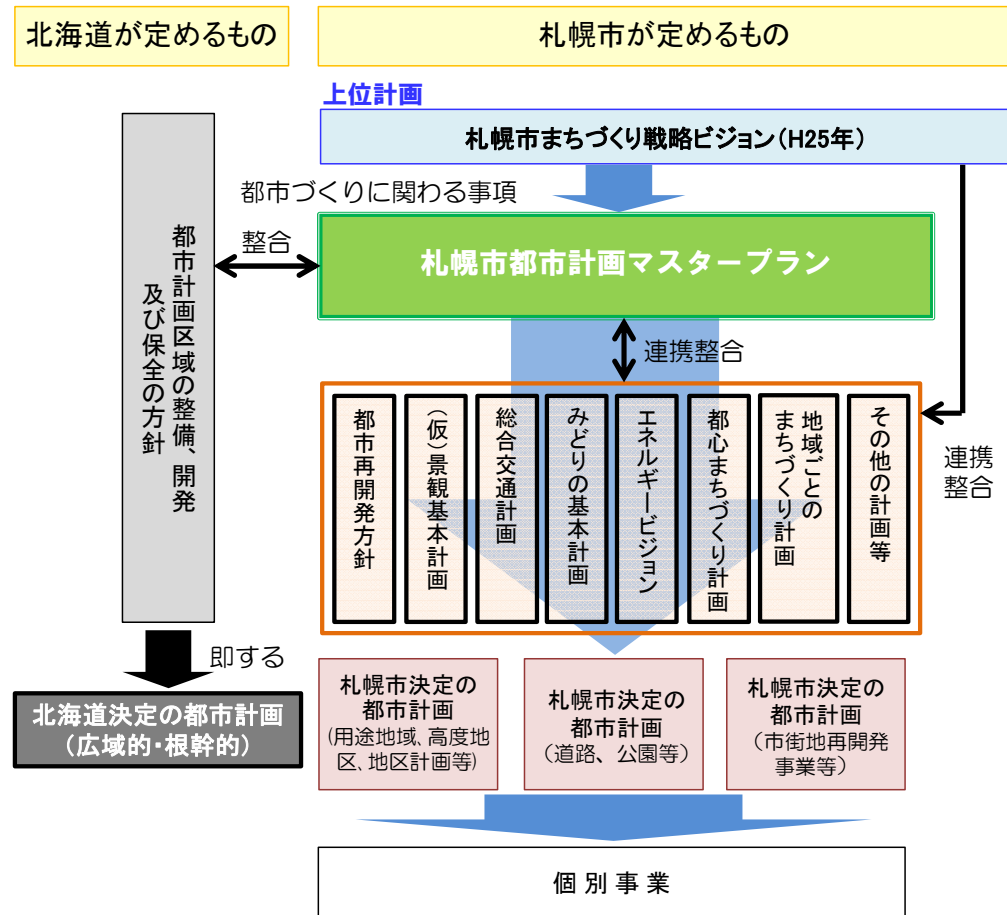 北海道が定めるもの
札幌市が定めるもの
上位計画
札幌市まちづくり戦略ビジョン(H25年)
都市づくりに関わる事項
整合
札幌市都市計画マスタープラン
都市計画区域の整備、開発
及び保全の方針
連携整合
都市再開発方針
(仮)景観基本計画
総合交通計画
みどりの基本計画
エネルギービジョン
都心まちづくり計画
地域ごとの
まちづくり計画
その他の計画等
連携
整合
即する
北海道決定の都市計画
(広域的・根幹的)
札幌市決定の
都市計画
(用途地域、高度地
区、地区計画等)
札幌市決定の
都市計画
(道路、公園等)
札幌市決定の
都市計画
(市街地再開発
事業等)
個別事業